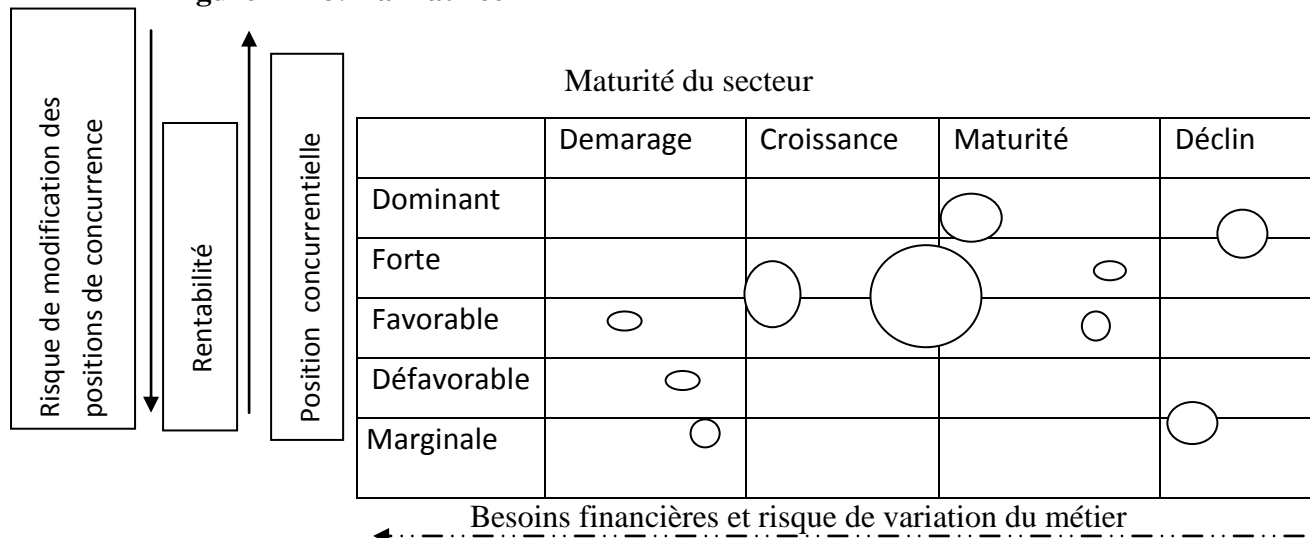 Risque de modification des
positions de concurrence
Rentabilité
Position concurrentielle
Maturité du secteur
Demarage Croissance Maturité Déclin
Dominant
Forte
Favorable
Défavorable
Marginale
Besoins financières et risque de variation du métier